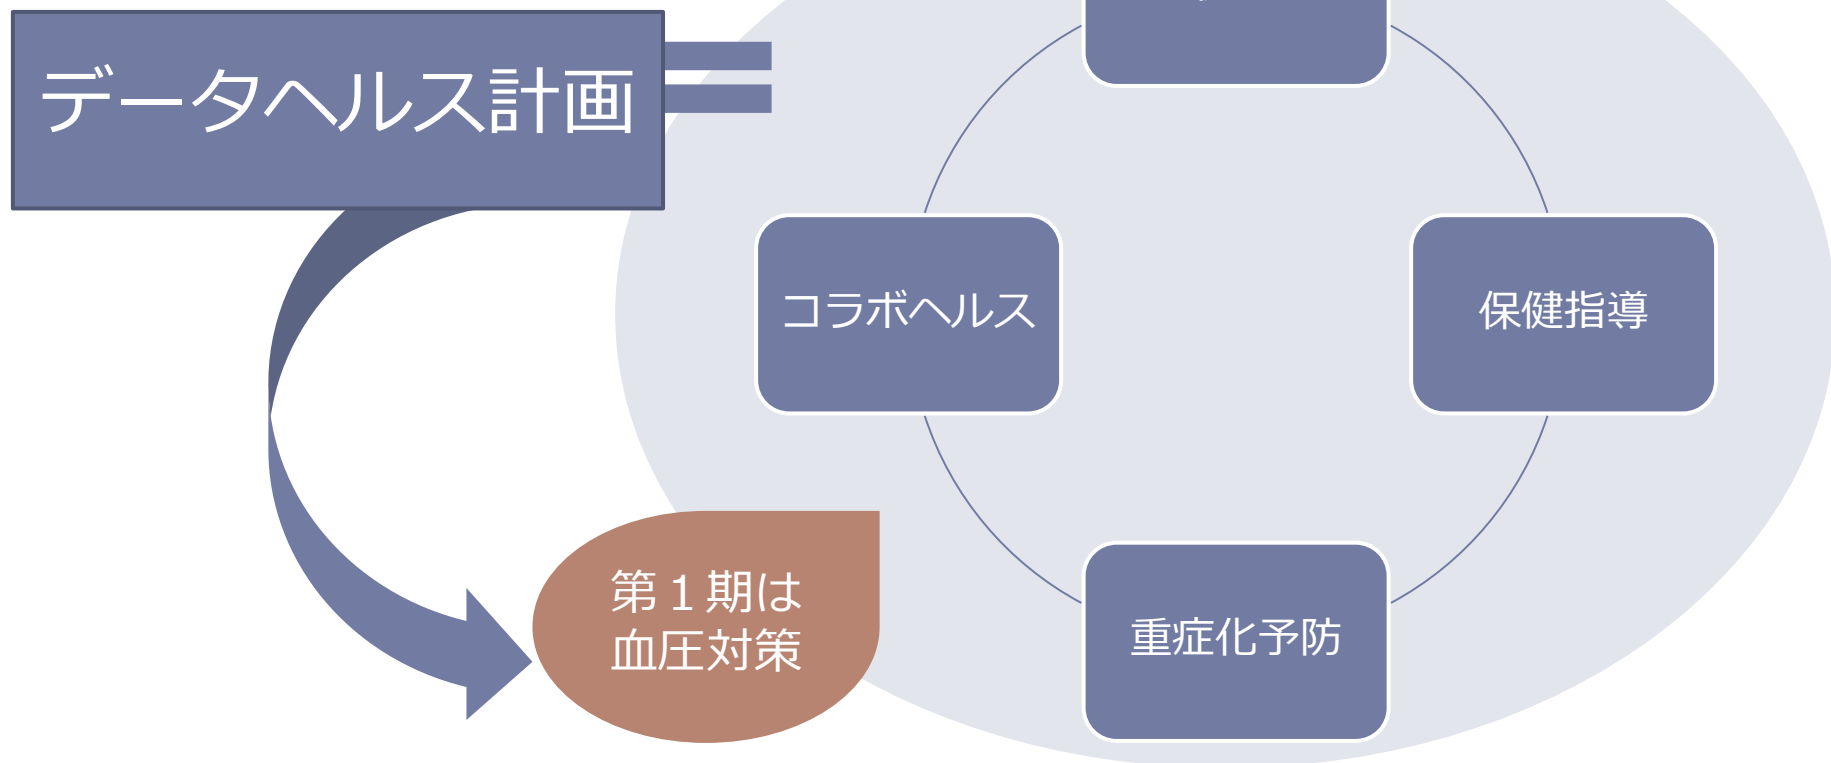 データヘルス計画
コラボヘルス
保健指導
第１期は
血圧対策
重症化予防